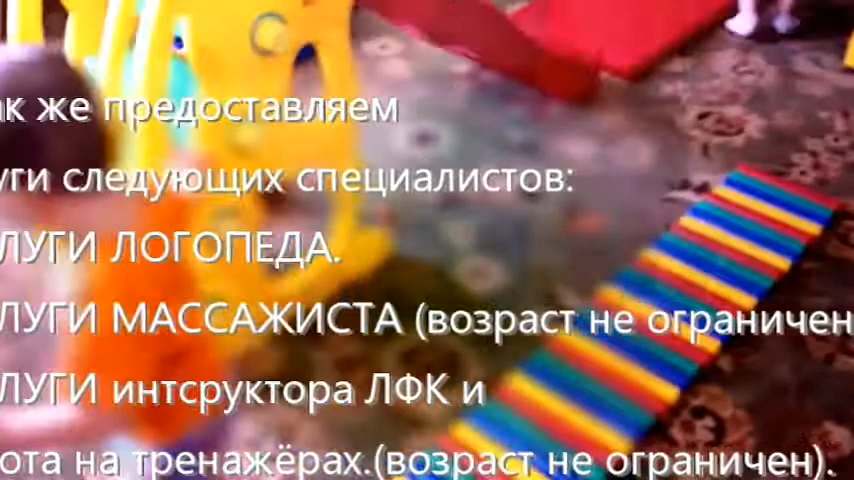 ак же предоставляем
уги следующих специалистов:
ЛУГИ ЛОГОПЕДА.
ЛУГИ МАССАЖИСТА (возраст не ограничен
ЛУГИ интсруктора ЛФК и
ота на тренажёрах.(возраст не ограничен).